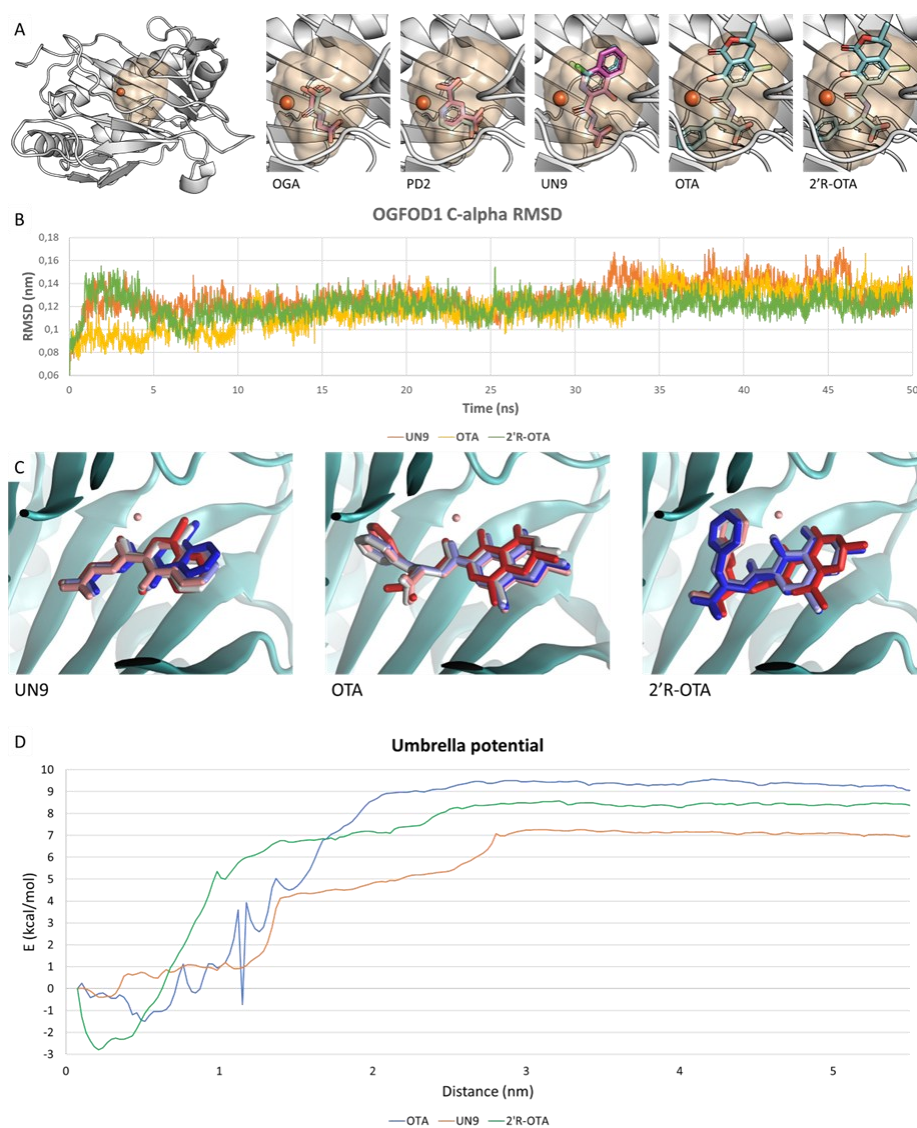 A
OGA
PD2
UN9
OTA
2'R-OTA
B
OGFOD1 C-alpha RMSD
RMSD (nm)
0,18
0,16
0,14
0,12
0,1
0,08
0,06
0 5 10 15 20 25 30 35 40 45 50
Time (ns)
UN9 OTA 2'R-OTA
C
UN9
OTA
2'R-OTA
D
Umbrella potential
E (kcal/mol)
10
9
8
7
6
5
4
3
2
1
0
-1
-2
-3
0 1 2 3 4 5
Distance (nm)
OTA UN9 2'R-OTA